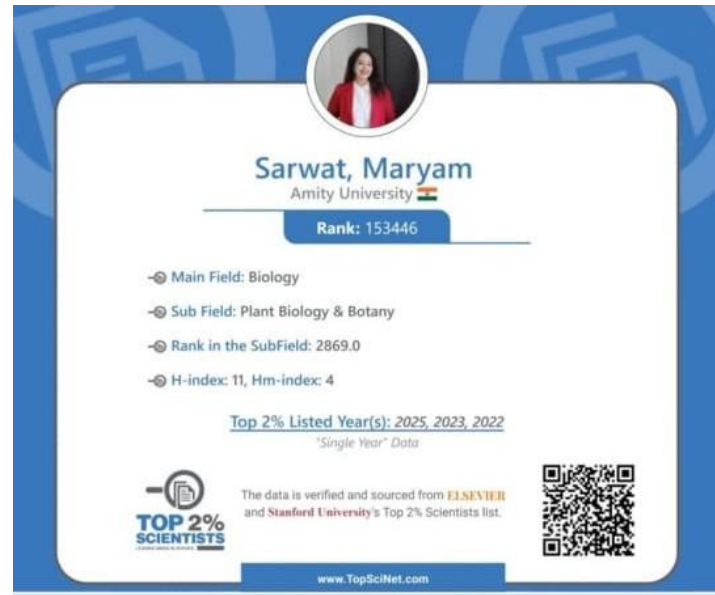 Sarwat, Maryam
Amity University
Rank: 153446
Main Field: Biology
Sub Field: Plant Biology & Botany
Rank in the SubField: 2869.0
H-index: 11, Hm-index: 4
Top 2% Listed Year(s): 2025, 2023, 2022
"Single Year" Data
The data is verified and sourced from ELSEVIER
and Stanford University's Top 2% Scientists list.
TOP 2%
SCIENTISTS
www.TopSciNet.com